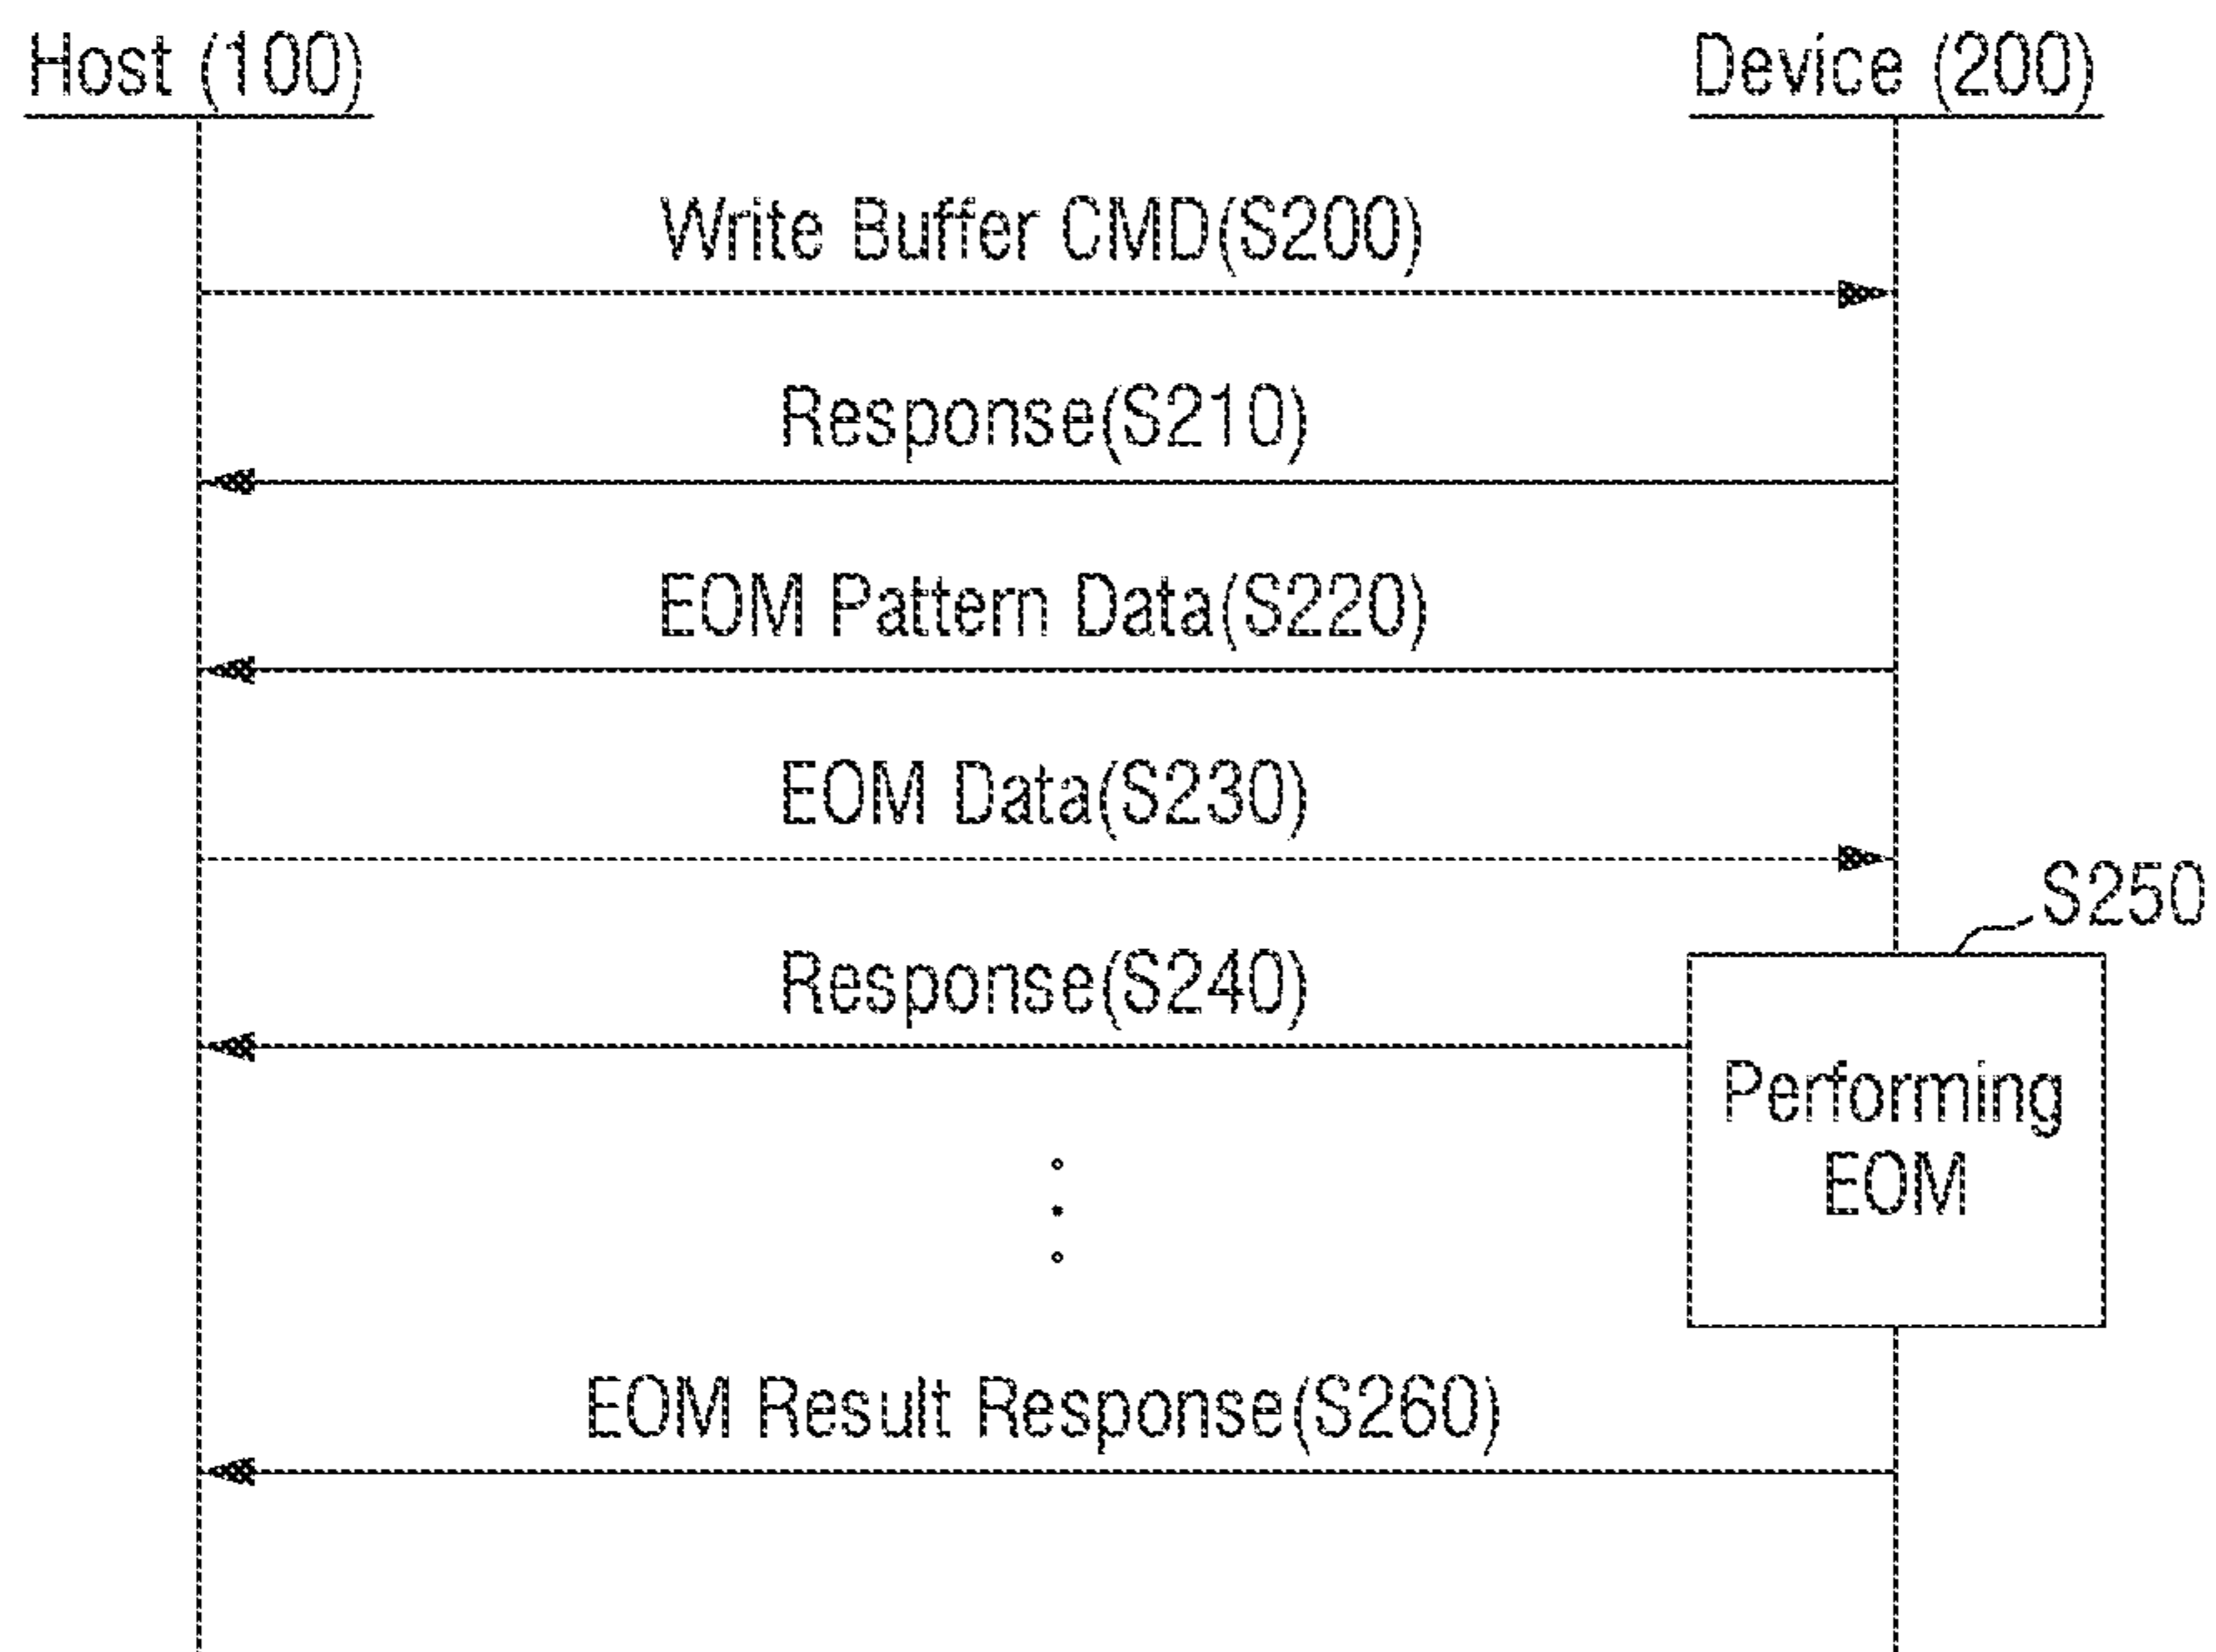 Host (100)
Device (200)
Write Buffer CMD(S200)
Response(S210)
EOM Pattern Data(S220)
EOM Data(S230)
S250
Response(S240)
Performing
EOM
EOM Result Response(S260)